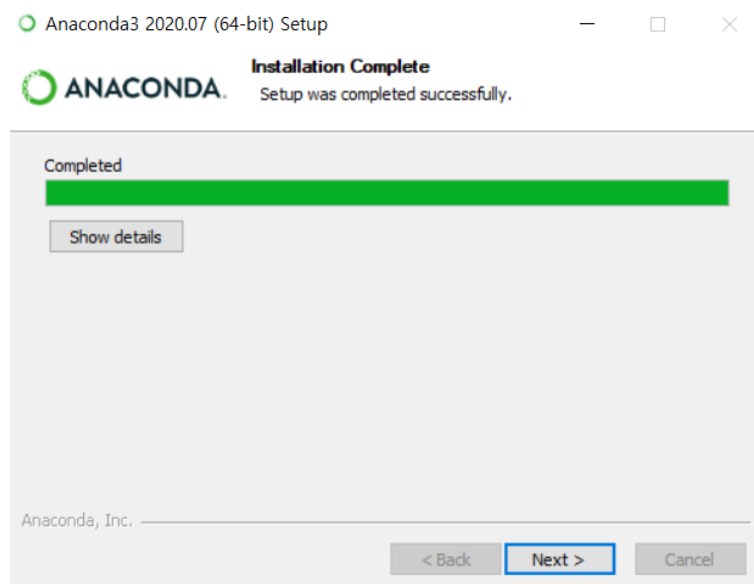 Anaconda3 2020.07 (64-bit) Setup
ANACONDA.
Installation Complete
Setup was completed successfully.
Completed
Show details
Anaconda, Inc.
< Back
Next >
Cancel